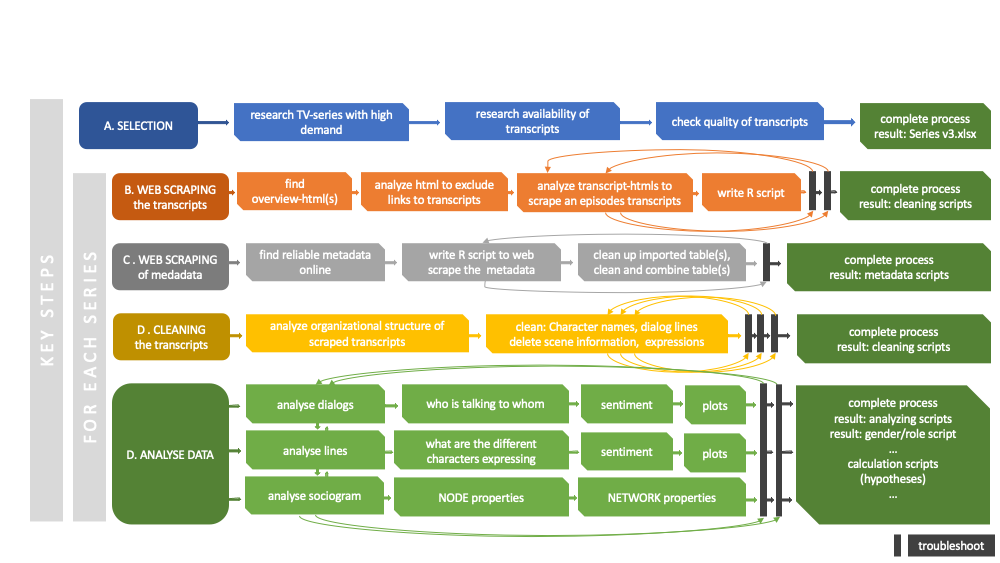 KEY STEPS
FOR EACH SERIES
A. SELECTION
research TV-series with high
demand
research availability of
transcripts
check quality of transcripts
complete process
result: Series v3.xlsx
B. WEB SCRAPING
the transcripts
find
overview-html(s)
analyze html to exclude
links to transcripts
analyze transcript-htmls to
scrape an episodes transcripts
write R script
complete process
result: cleaning scripts
C . WEB SCRAPING
of medadata
find reliable metadata
online
write R script to web
scrape the metadata
clean up imported table(s),
clean and combine table(s)
complete process
result: metadata scripts
D . CLEANING
the transcripts
analyze organizational structure of
scraped transcripts
clean: Character names, dialog lines
delete scene information, expressions
complete process
result: cleaning scripts
D. ANALYSE DATA
analyse dialogs
who is talking to whom
sentiment
plots
analyse lines
what are the different
characters expressing
sentiment
plots
analyse sociogram
NODE properties
NETWORK properties
complete process
result: analyzing scripts
result: gender/role script
...
calculation scripts
(hypotheses)
...
troubleshoot